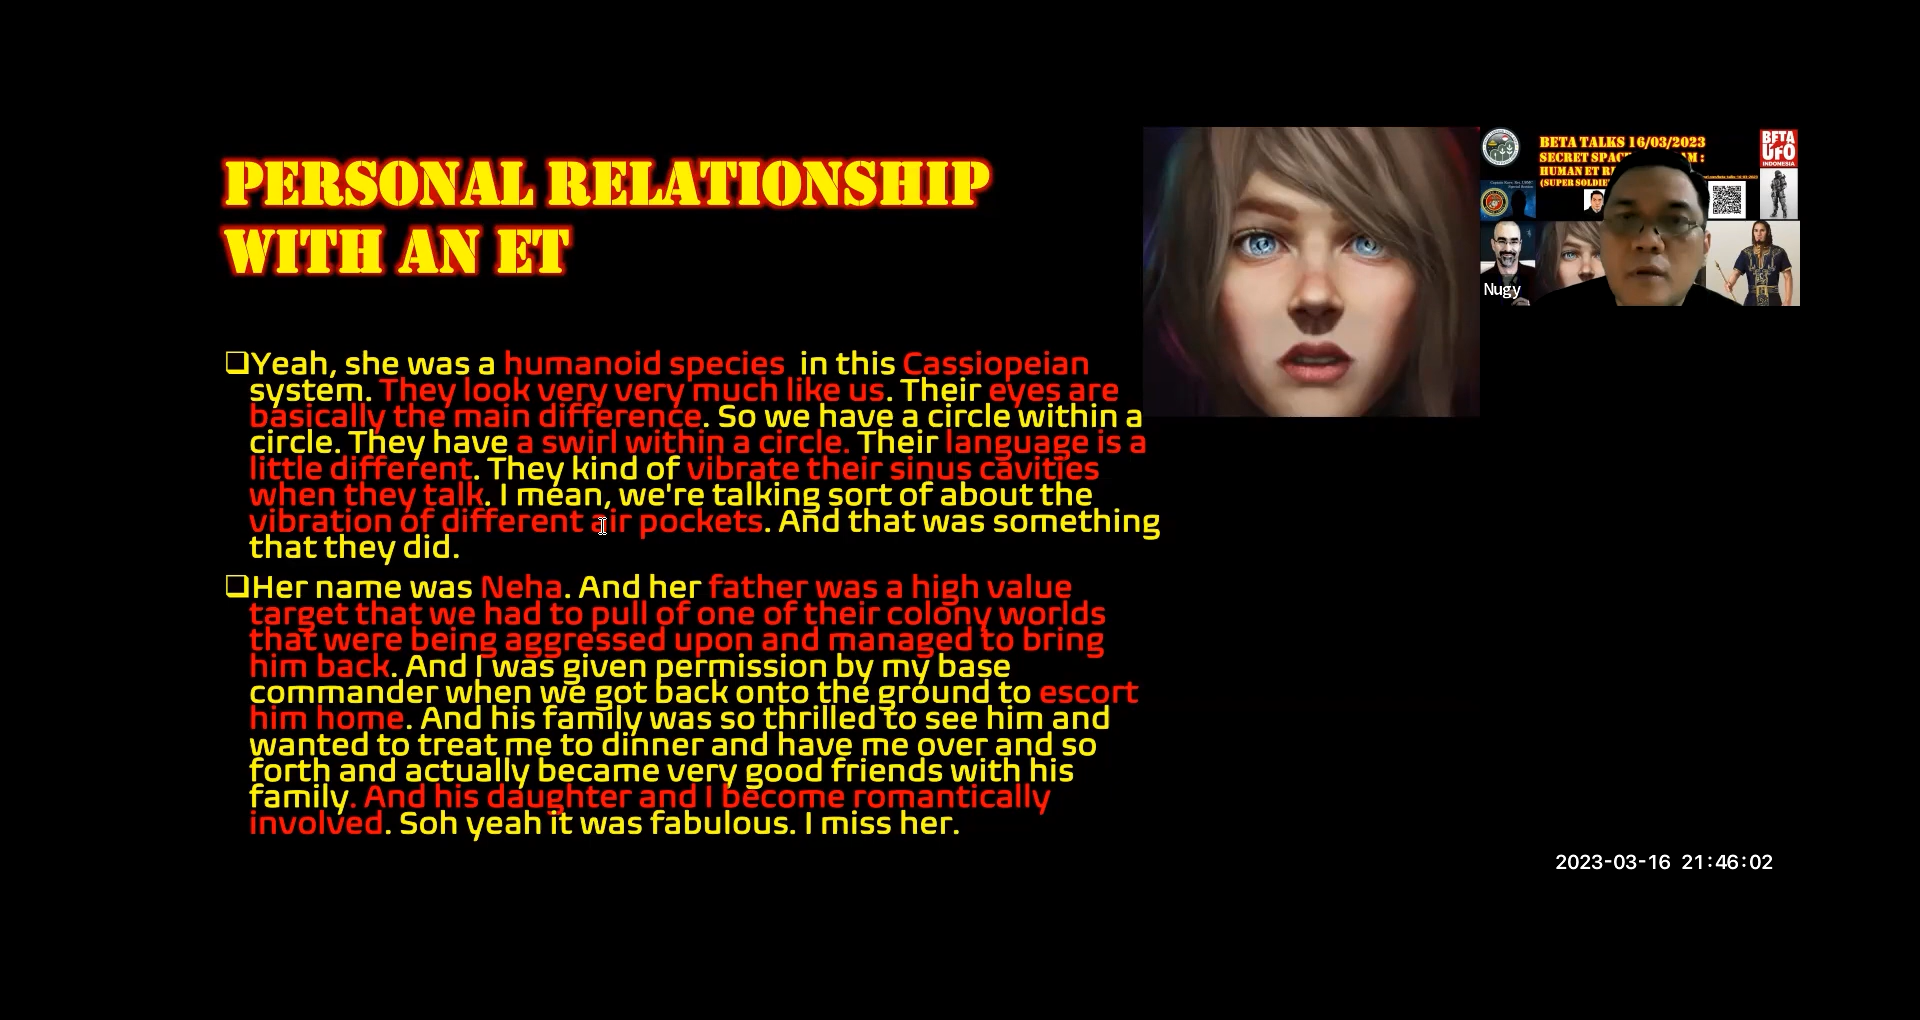 PERSONAL RELATIONSHIP
WITH AN ET
BETA TALKS 16/03/2023
SECRET SPAC
AM :
HUMAN ET R
(SUPER SOLDIE
BETA
UFO
INDONESIA
Nugy
❑Yeah, she was a humanoid species in this Cassiopeian
system. They look very very much like us. Their eyes are
basically the main difference. So we have a circle within a
circle. They have a swirl within a circle. Their language is a
little different. They kind of vibrate their sinus cavities
when they talk. I mean, we're talking sort of about the
vibration of different air pockets. And that was something
that they did.
❑Her name was Neha. And her father was a high value
target that we had to pull of one of their colony worlds
that were being aggressed upon and managed to bring
him back. And I was given permission by my base
commander when we got back onto the ground to escort
him home. And his family was so thrilled to see him and
wanted to treat me to dinner and have me over and so
forth and actually became very good friends with his
family. And his daughter and I become romantically
involved. Soh yeah it was fabulous. I miss her.
2023-03-16 21:46:02